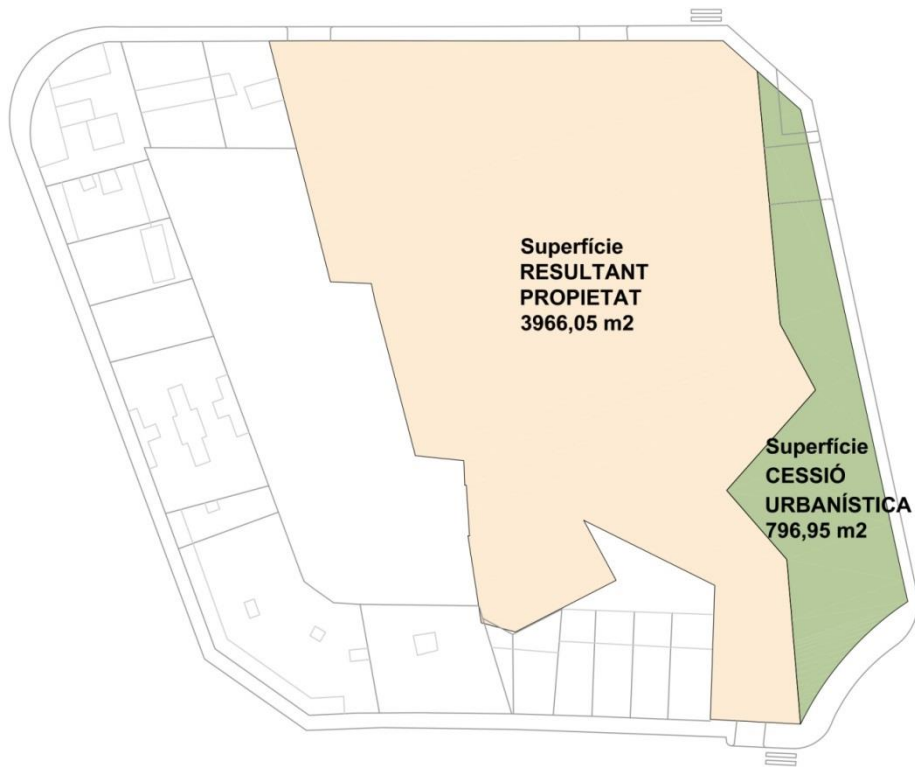 Superfície
RESULTANT
PROPIETAT
3966,05 m2
Superfície
CESSIÓ
URBANÍSTICA
796,95 m2